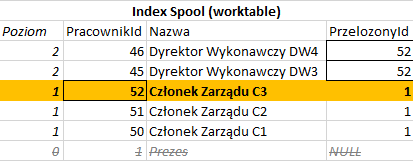 Index Spool (worktable)
Poziom PracownikId Nazwa PrzelozonyId
2 46 Dyrektor Wykonawczy DW4 52
2 45 Dyrektor Wykonawczy DW3 52
1 52 Członek Zarządu C3 1
1 51 Członek Zarządu C2 1
1 50 Członek Zarządu C1 1
0 1 Prezes NULL